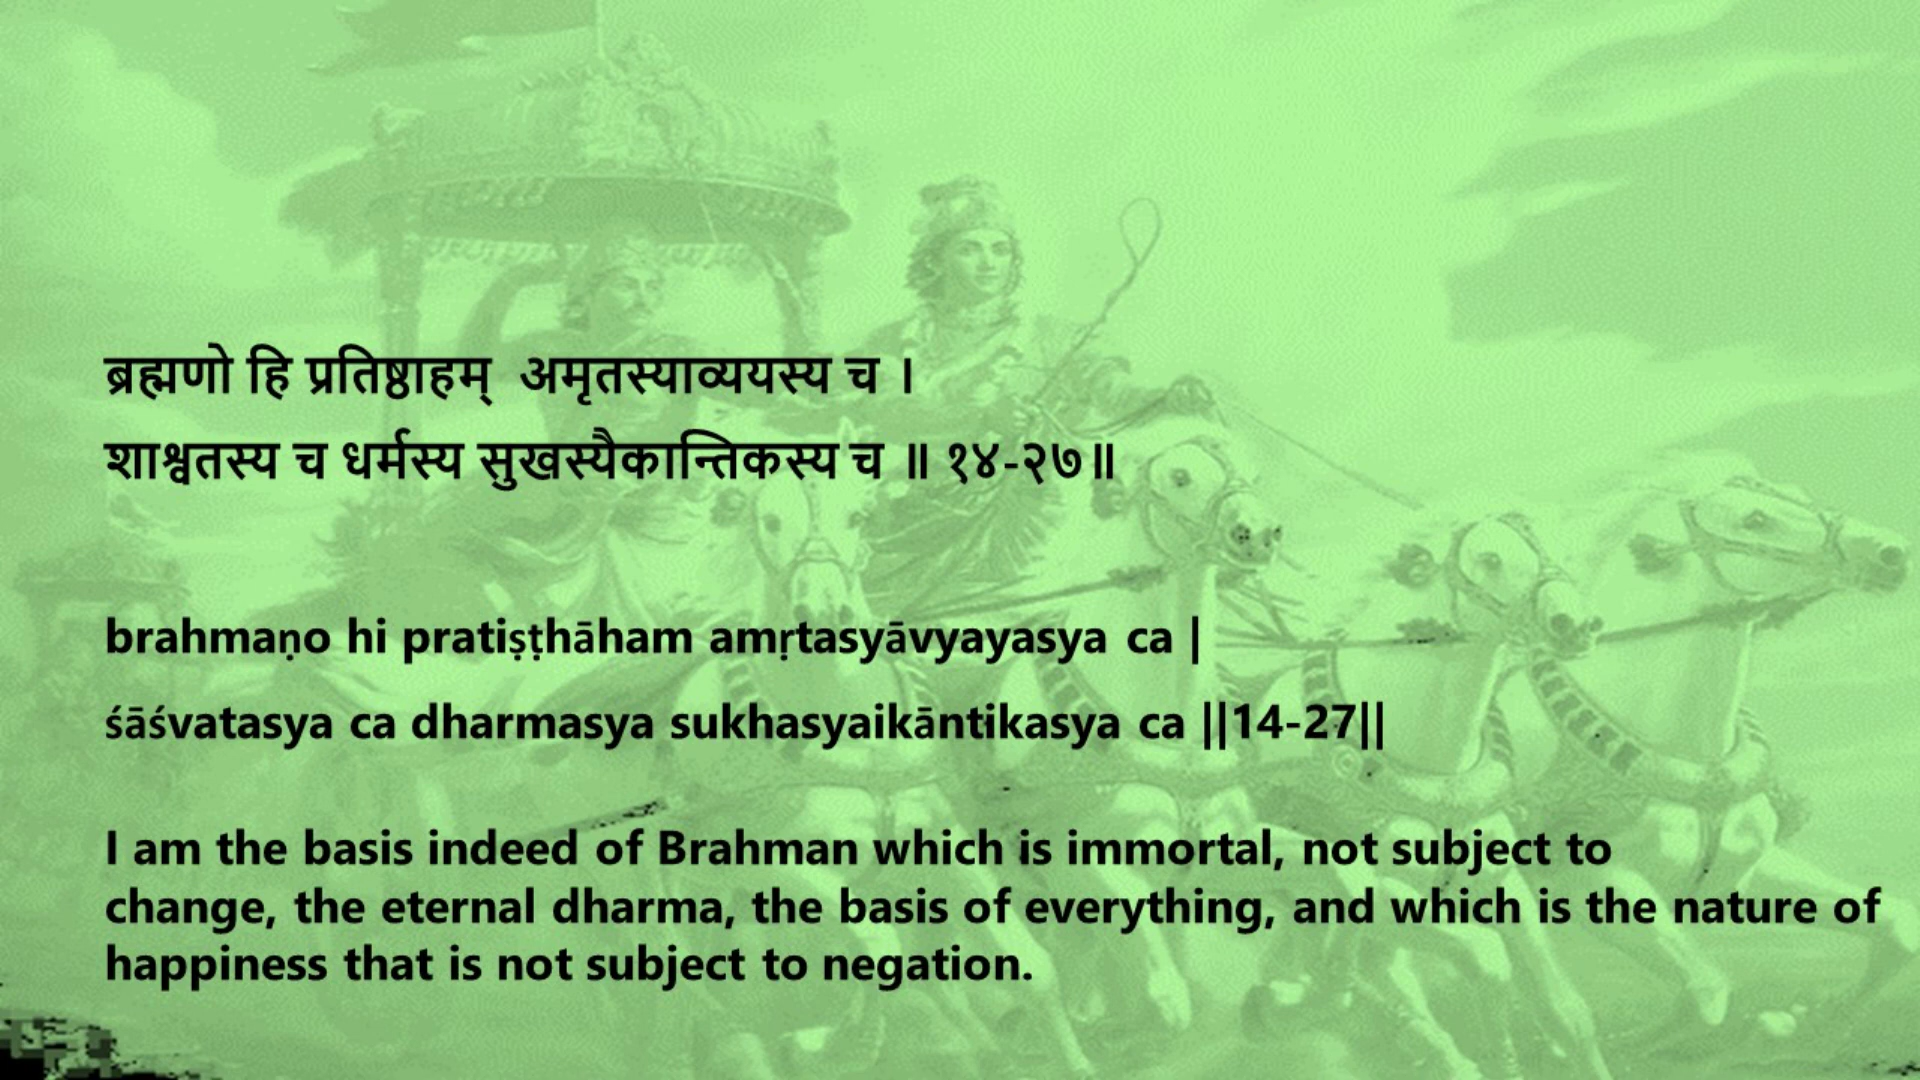 ब्रह्मणो हि प्रतिष्ठाहम् अमृतस्याव्ययस्य च ।
शाश्वतस्य च धर्मस्य सुखस्यैकान्तिकस्य च ॥ १४-२७॥
brahmaṇo hi pratiṣṭhāham amṛtasyāvyayasya ca |
śāśvatasya ca dharmasya sukhasyaikāntikasya ca ||14-27||
I am the basis indeed of Brahman which is immortal, not subject to
change, the eternal dharma, the basis of everything, and which is the nature of
happiness that is not subject to negation.